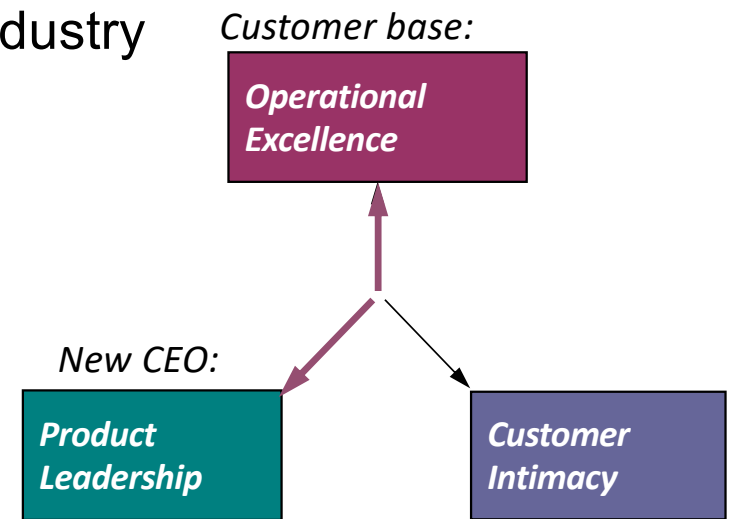 dustry
Customer base:
Operational
Excellence
New CEO:
Product
Leadership
Customer
Intimacy